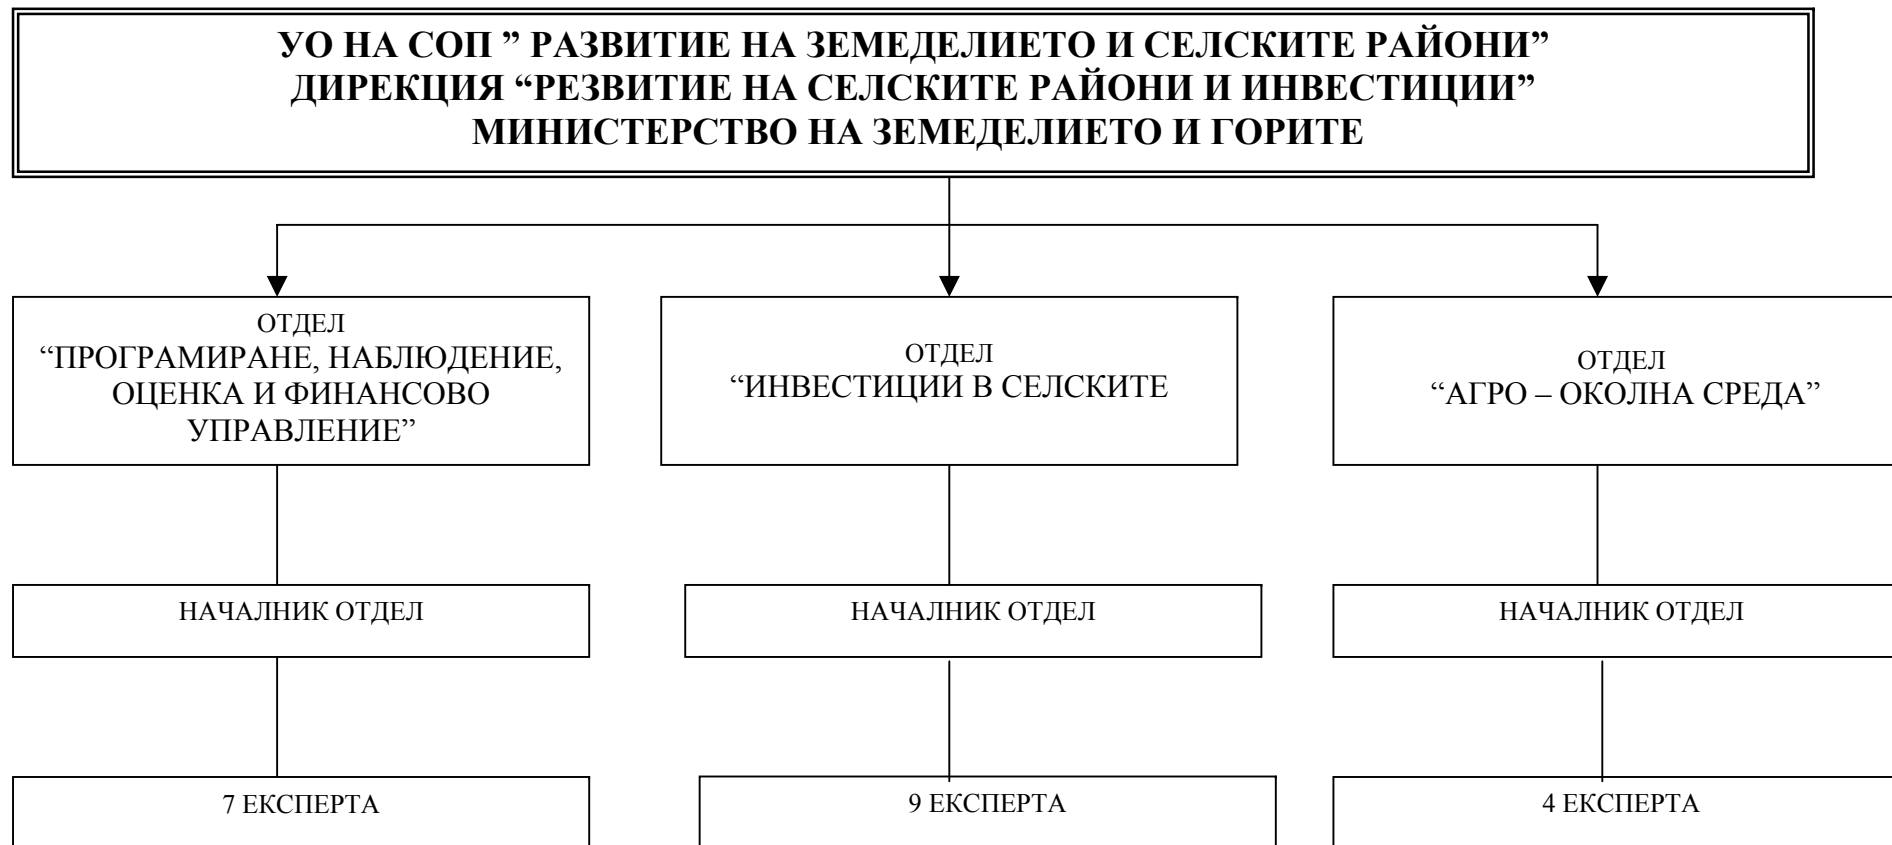 УО НА СОП ” РАЗВИТИЕ НА ЗЕМЕДЕЛИЕТО И СЕЛСКИТЕ РАЙОНИ”
ДИРЕКЦИЯ “РЕЗВИТИЕ НА СЕЛСКИТЕ РАЙОНИ И ИНВЕСТИЦИИ”
МИНИСТЕРСТВО НА ЗЕМЕДЕЛИЕТО И ГОРИТЕ
ОТДЕЛ
“ПРОГРАМИРАНЕ, НАБЛЮДЕНИЕ,
ОЦЕНКА И ФИНАНСОВО
УПРАВЛЕНИЕ”
ОТДЕЛ
“ИНВЕСТИЦИИ В СЕЛСКИТЕ
ОТДЕЛ
“АГРО – ОКОЛНА СРЕДА”
НАЧАЛНИК ОТДЕЛ
НАЧАЛНИК ОТДЕЛ
НАЧАЛНИК ОТДЕЛ
7 ЕКСПЕРТА
9 ЕКСПЕРТА
4 ЕКСПЕРТА